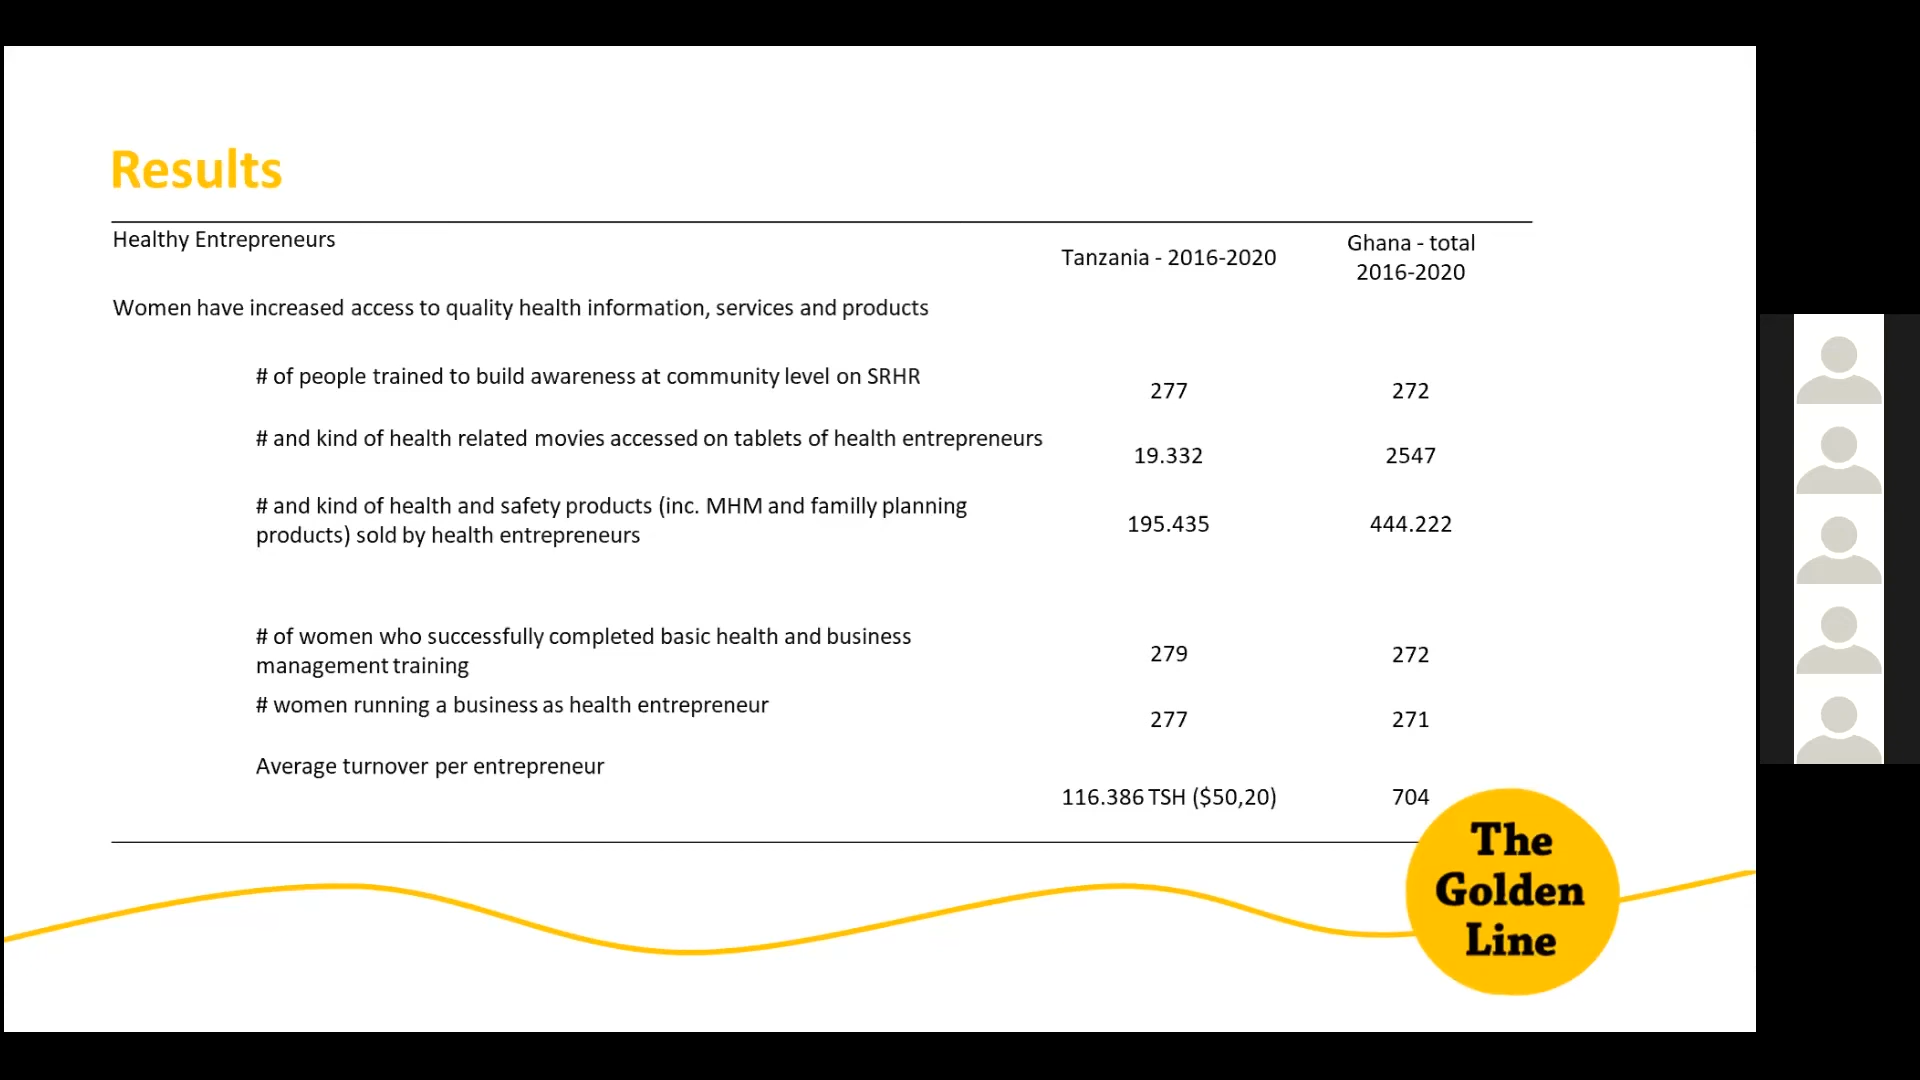 Results
Healthy Entrepreneurs
Tanzania - 2016-2020
Ghana - total
2016-2020
Women have increased access to quality health information, services and products
# of people trained to build awareness at community level on SRHR
277
272
# and kind of health related movies accessed on tablets of health entrepreneurs
19.332
2547
# and kind of health and safety products (inc. MHM and familly planning
products) sold by health entrepreneurs
195.435
444.222
# of women who successfully completed basic health and business
management training
279
272
# women running a business as health entrepreneur
277
271
Average turnover per entrepreneur
116.386 TSH ($50,20)
704
The
Golden
Line